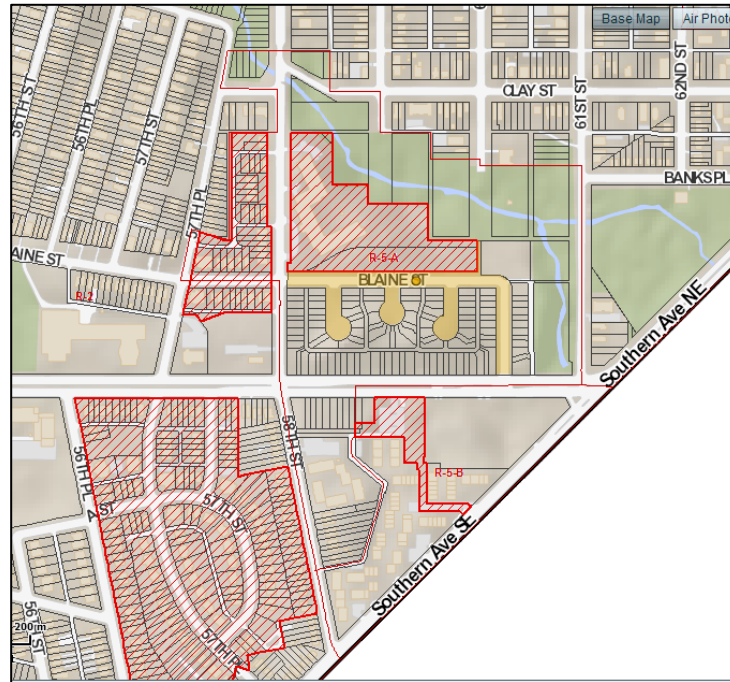 Base Map
Air Photo
56TH ST
56TH PL
57TH ST
CLAY ST
61ST ST
62ND ST
BANKS PL
57TH PL
AINE ST
R-2
R-5-A
BLAINE ST
Southern Ave NE
56TH PL
A ST
57TH ST
58TH ST
R-5-B
Southern Ave SE
56TH ST
57TH PL
200 m